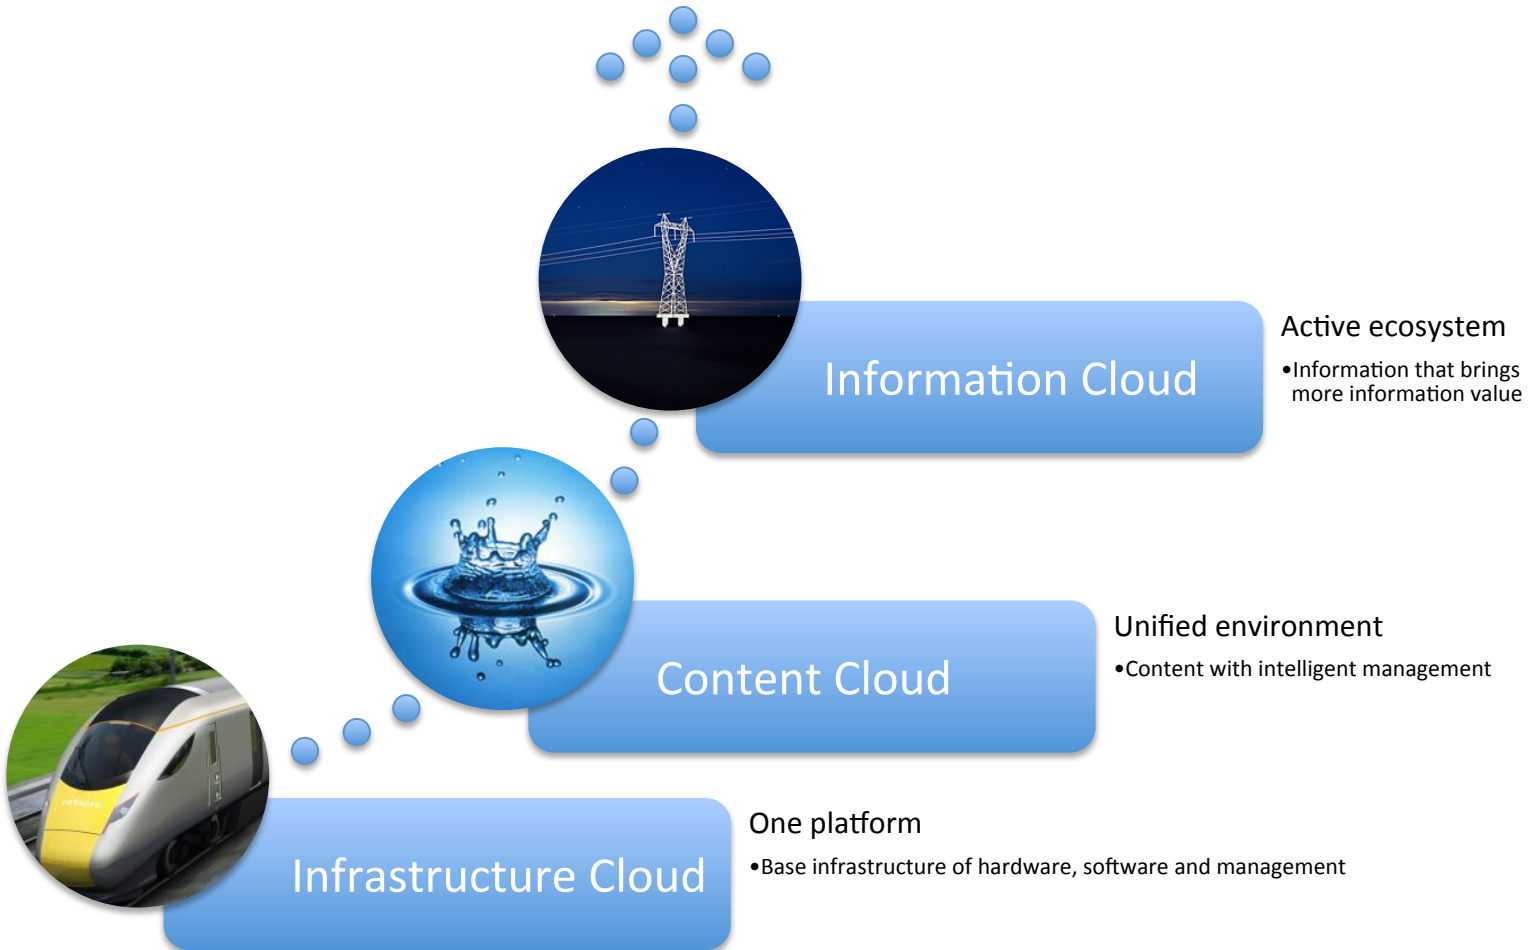 Information Cloud
Active ecosystem
•Information that brings
more information value
Content Cloud
Unified environment
•Content with intelligent management
Infrastructure Cloud
One platform
•Base infrastructure of hardware, software and management